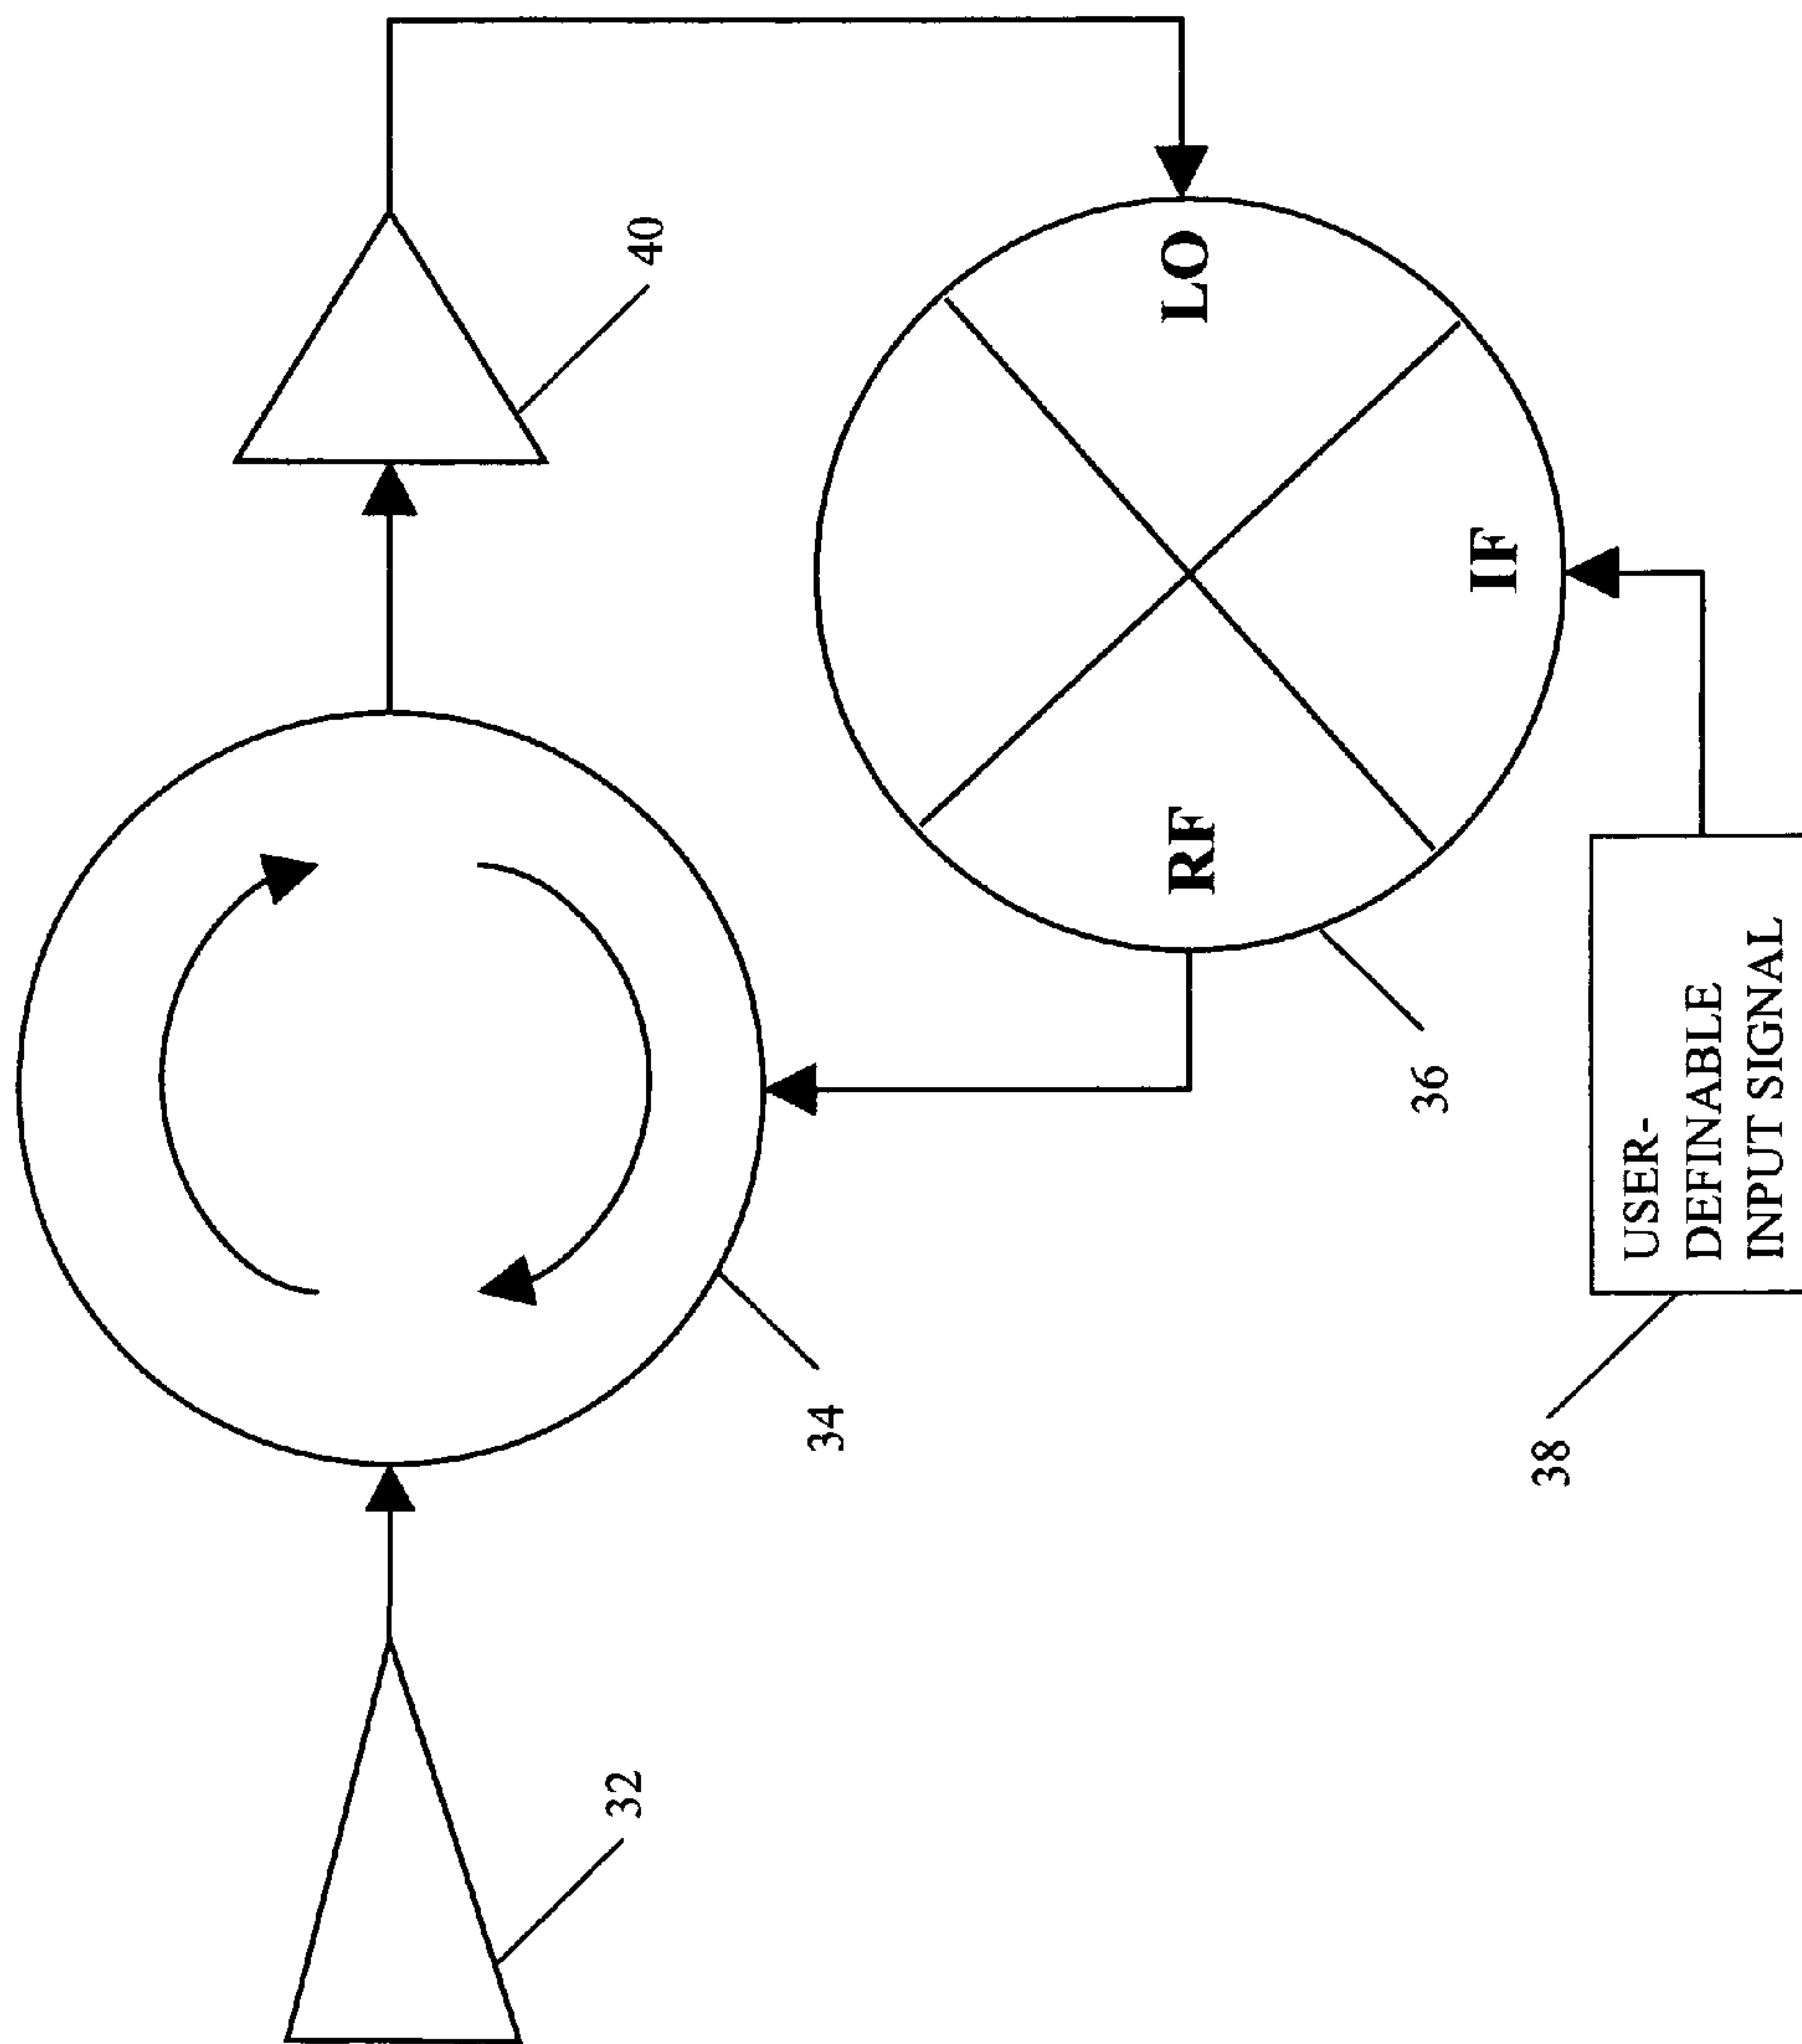 40
LO
IF
RF
36
34
32
38
USER-
DEFINABLE
INPUT SIGNAL